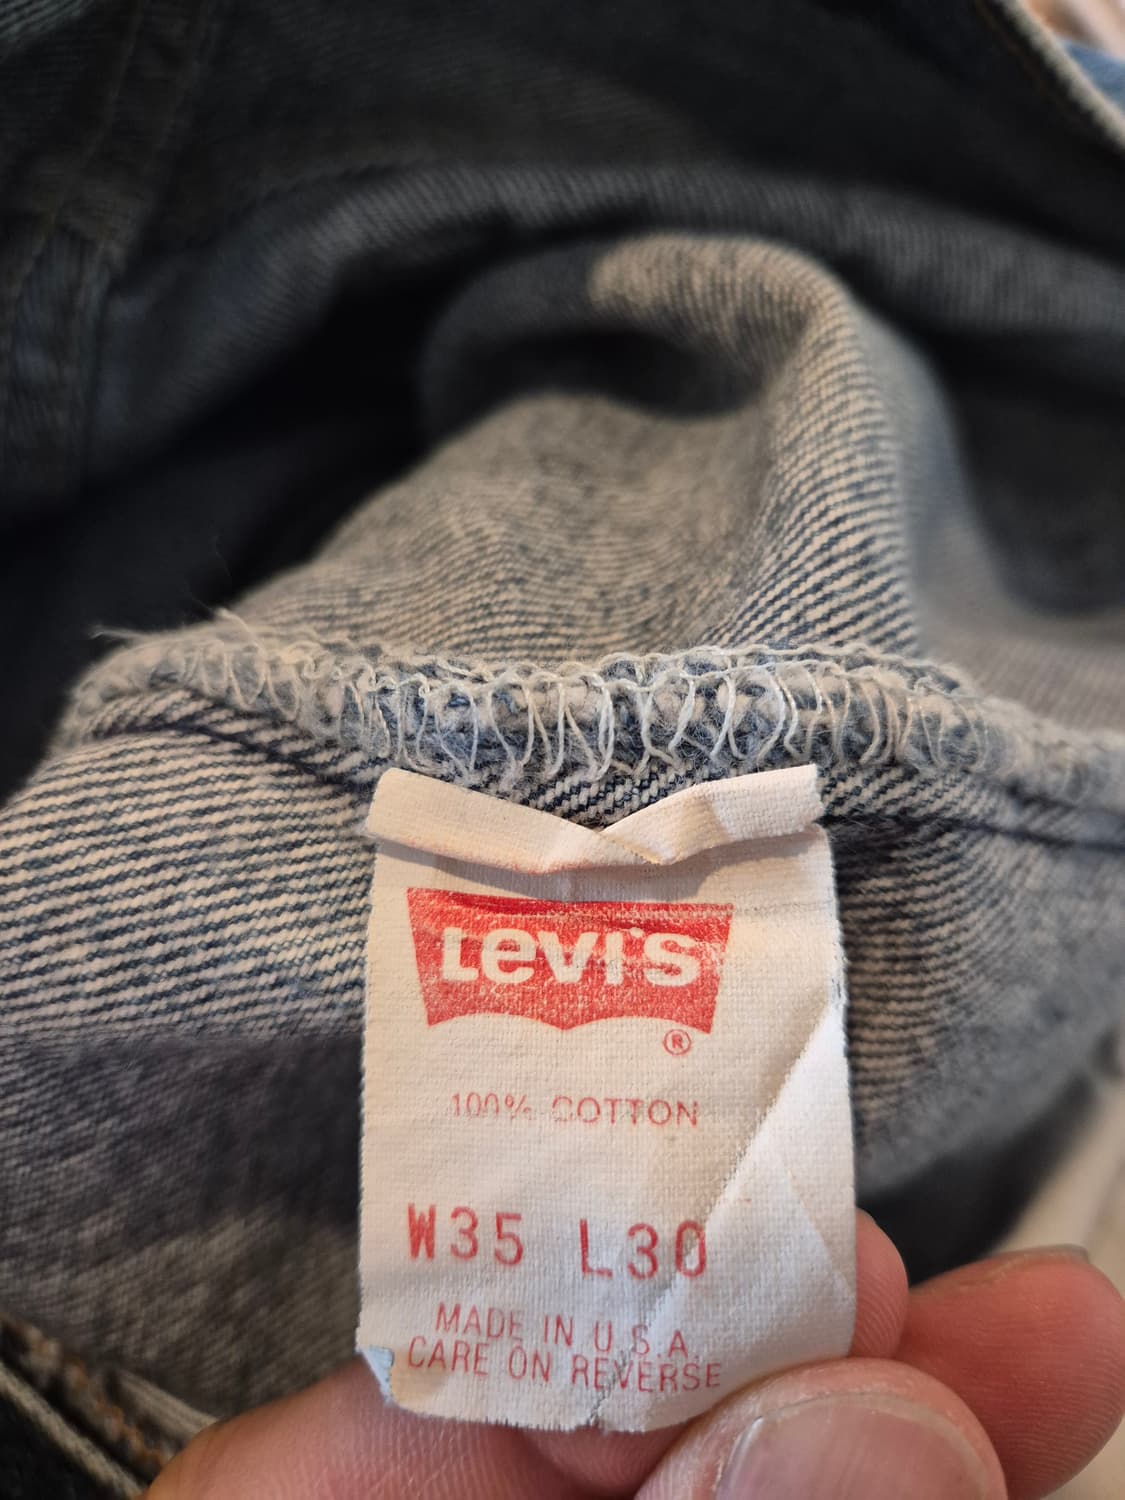 Levi's
®
100% COTTON
W35 L30
MADE IN U.S.A.
CARE ON REVERSE